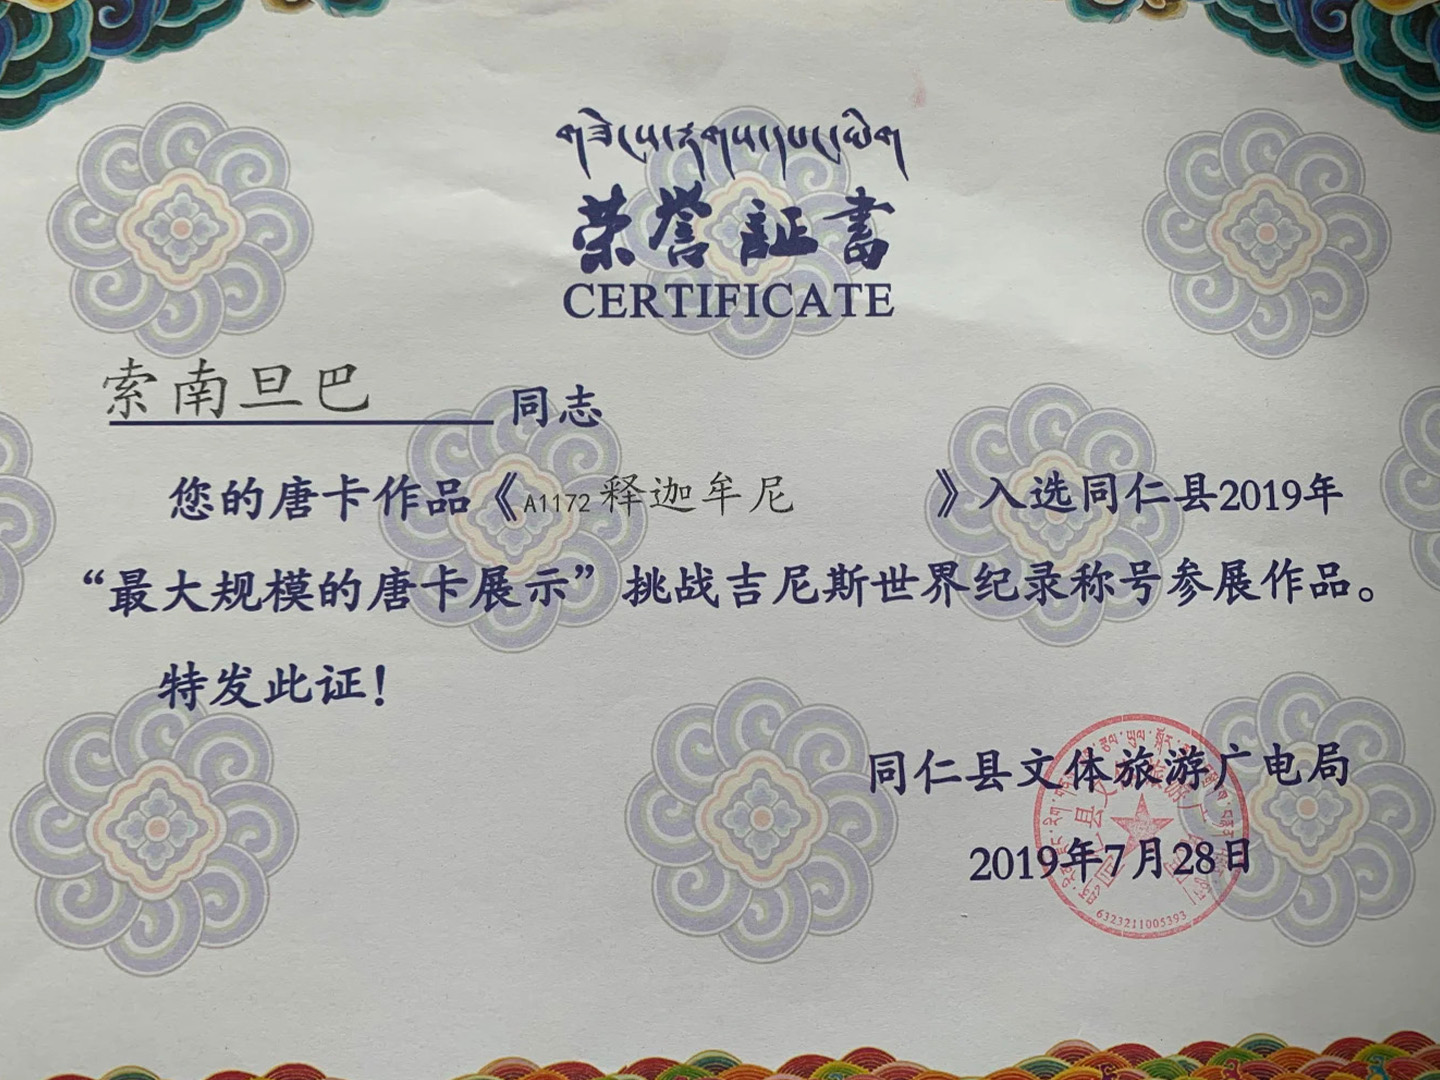 གཟི་བརྗིད་དཔང་ཡིག
荣誉証書
CERTIFICATE
索南旦巴 同志
您的唐卡作品《A1172释迦牟尼》入选同仁县2019年
“最大规模的唐卡展示”挑战吉尼斯世界纪录称号参展作品。
特发此证！
同仁县文体旅游广电局
2019年7月28日
6323211005393